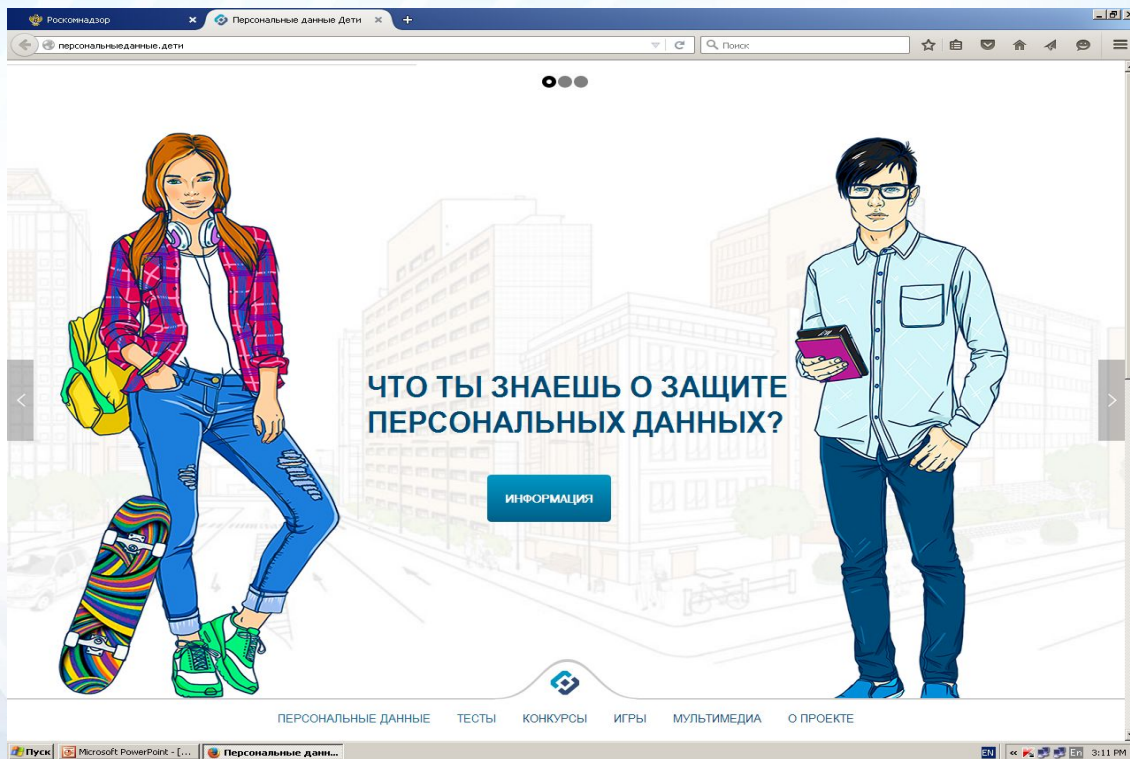 Роскомнадзор
Персональные данные Дети
персональныеданные.дети
Поиск
ЧТО ТЫ ЗНАЕШЬ О ЗАЩИТЕ
ПЕРСОНАЛЬНЫХ ДАННЫХ?
ИНФОРМАЦИЯ
ПЕРСОНАЛЬНЫЕ ДАННЫЕ ТЕСТЫ КОНКУРСЫ ИГРЫ МУЛЬТИМЕДИА О ПРОЕКТЕ
Пуск Microsoft PowerPoint - [... Персональные данн... EN « En 3:11 PM